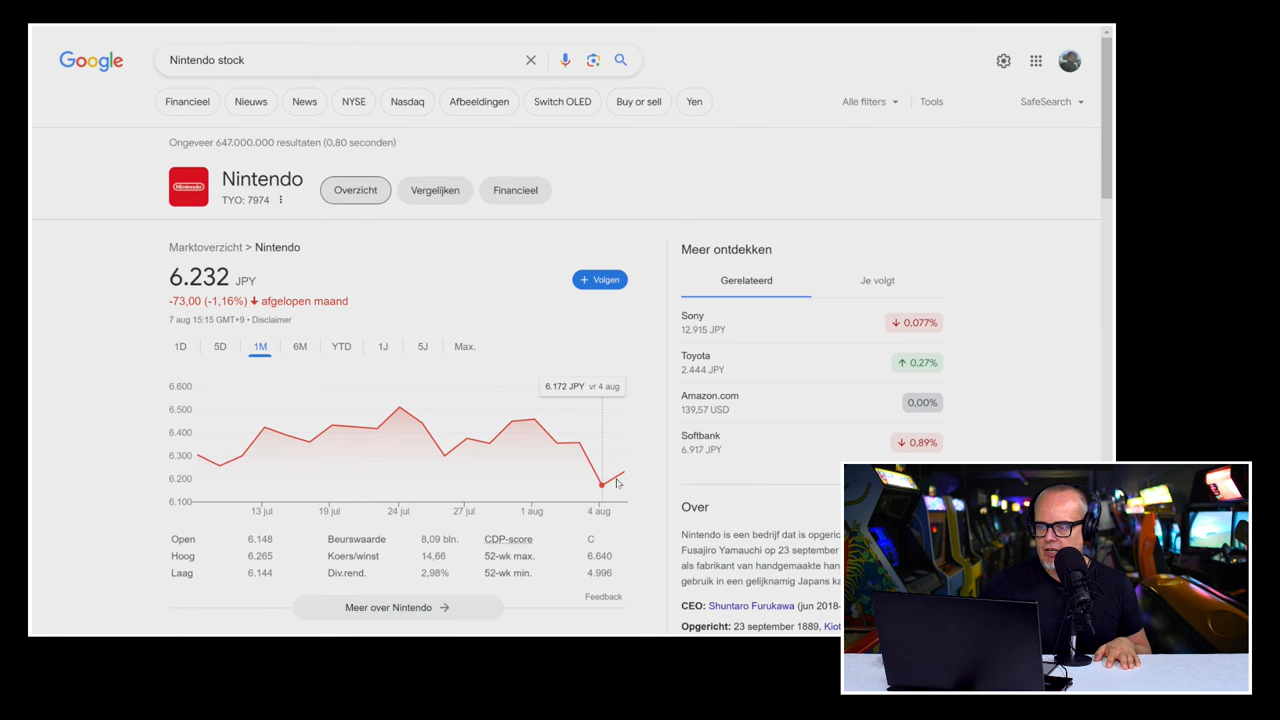 Google
Nintendo stock
Financieel
Nieuws
News
NYSE
Nasdaq
Afbeeldingen
Switch OLED
Buy or sell
Yen
Alle filters
Tools
SafeSearch
Ongeveer 647.000.000 resultaten (0,80 seconden)
Nintendo
Nintendo
TYO: 7974
Overzicht
Vergelijken
Financieel
Marktoverzicht > Nintendo
6.232 JPY
-73,00 (-1,16%) afgelopen maand
7 aug 15:15 GMT+9 • Disclaimer
+ Volgen
1D 5D 1M 6M YTD 1J 5J Max.
6.172 JPY vr 4 aug
6.600
6.500
6.400
6.300
6.200
6.100
13 jul 19 jul 24 jul 27 jul 1 aug 4 aug
Open 6.148 Beurswaarde 8,09 bln. CDP-score C
Hoog 6.265 Koers/winst 14,66 52-wk max. 6.640
Laag 6.144 Div.rend. 2,98% 52-wk min. 4.996
Feedback
Meer over Nintendo
Meer ontdekken
Gerelateerd
Je volgt
Sony
12.915 JPY
0,077%
Toyota
2.444 JPY
0,27%
Amazon.com
139,57 USD
0,00%
Softbank
6.917 JPY
0,89%
Over
Nintendo is een bedrijf dat is opgeric
Fusajiro Yamauchi op 23 september
als fabrikant van handgemaakte han
gebruik in een gelijknamig Japans ka
CEO: Shuntaro Furukawa (jun 2018-
Opgericht: 23 september 1889, Kiot